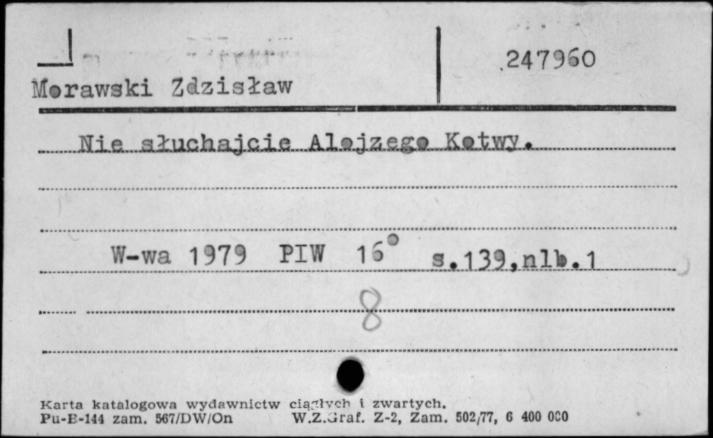 247960
Morawski Zdzisław
Nie słuchajcie Alojzego Kotwy.
W-wa 1979 PIW 16° s.139,nlb.1
8
Karta katalogowa wydawnictw ciągłych i zwartych.
Pu-B-144 zam. 567/DW/On W.Z.Graf. Z-2, Zam. 502/77, 6 400 000